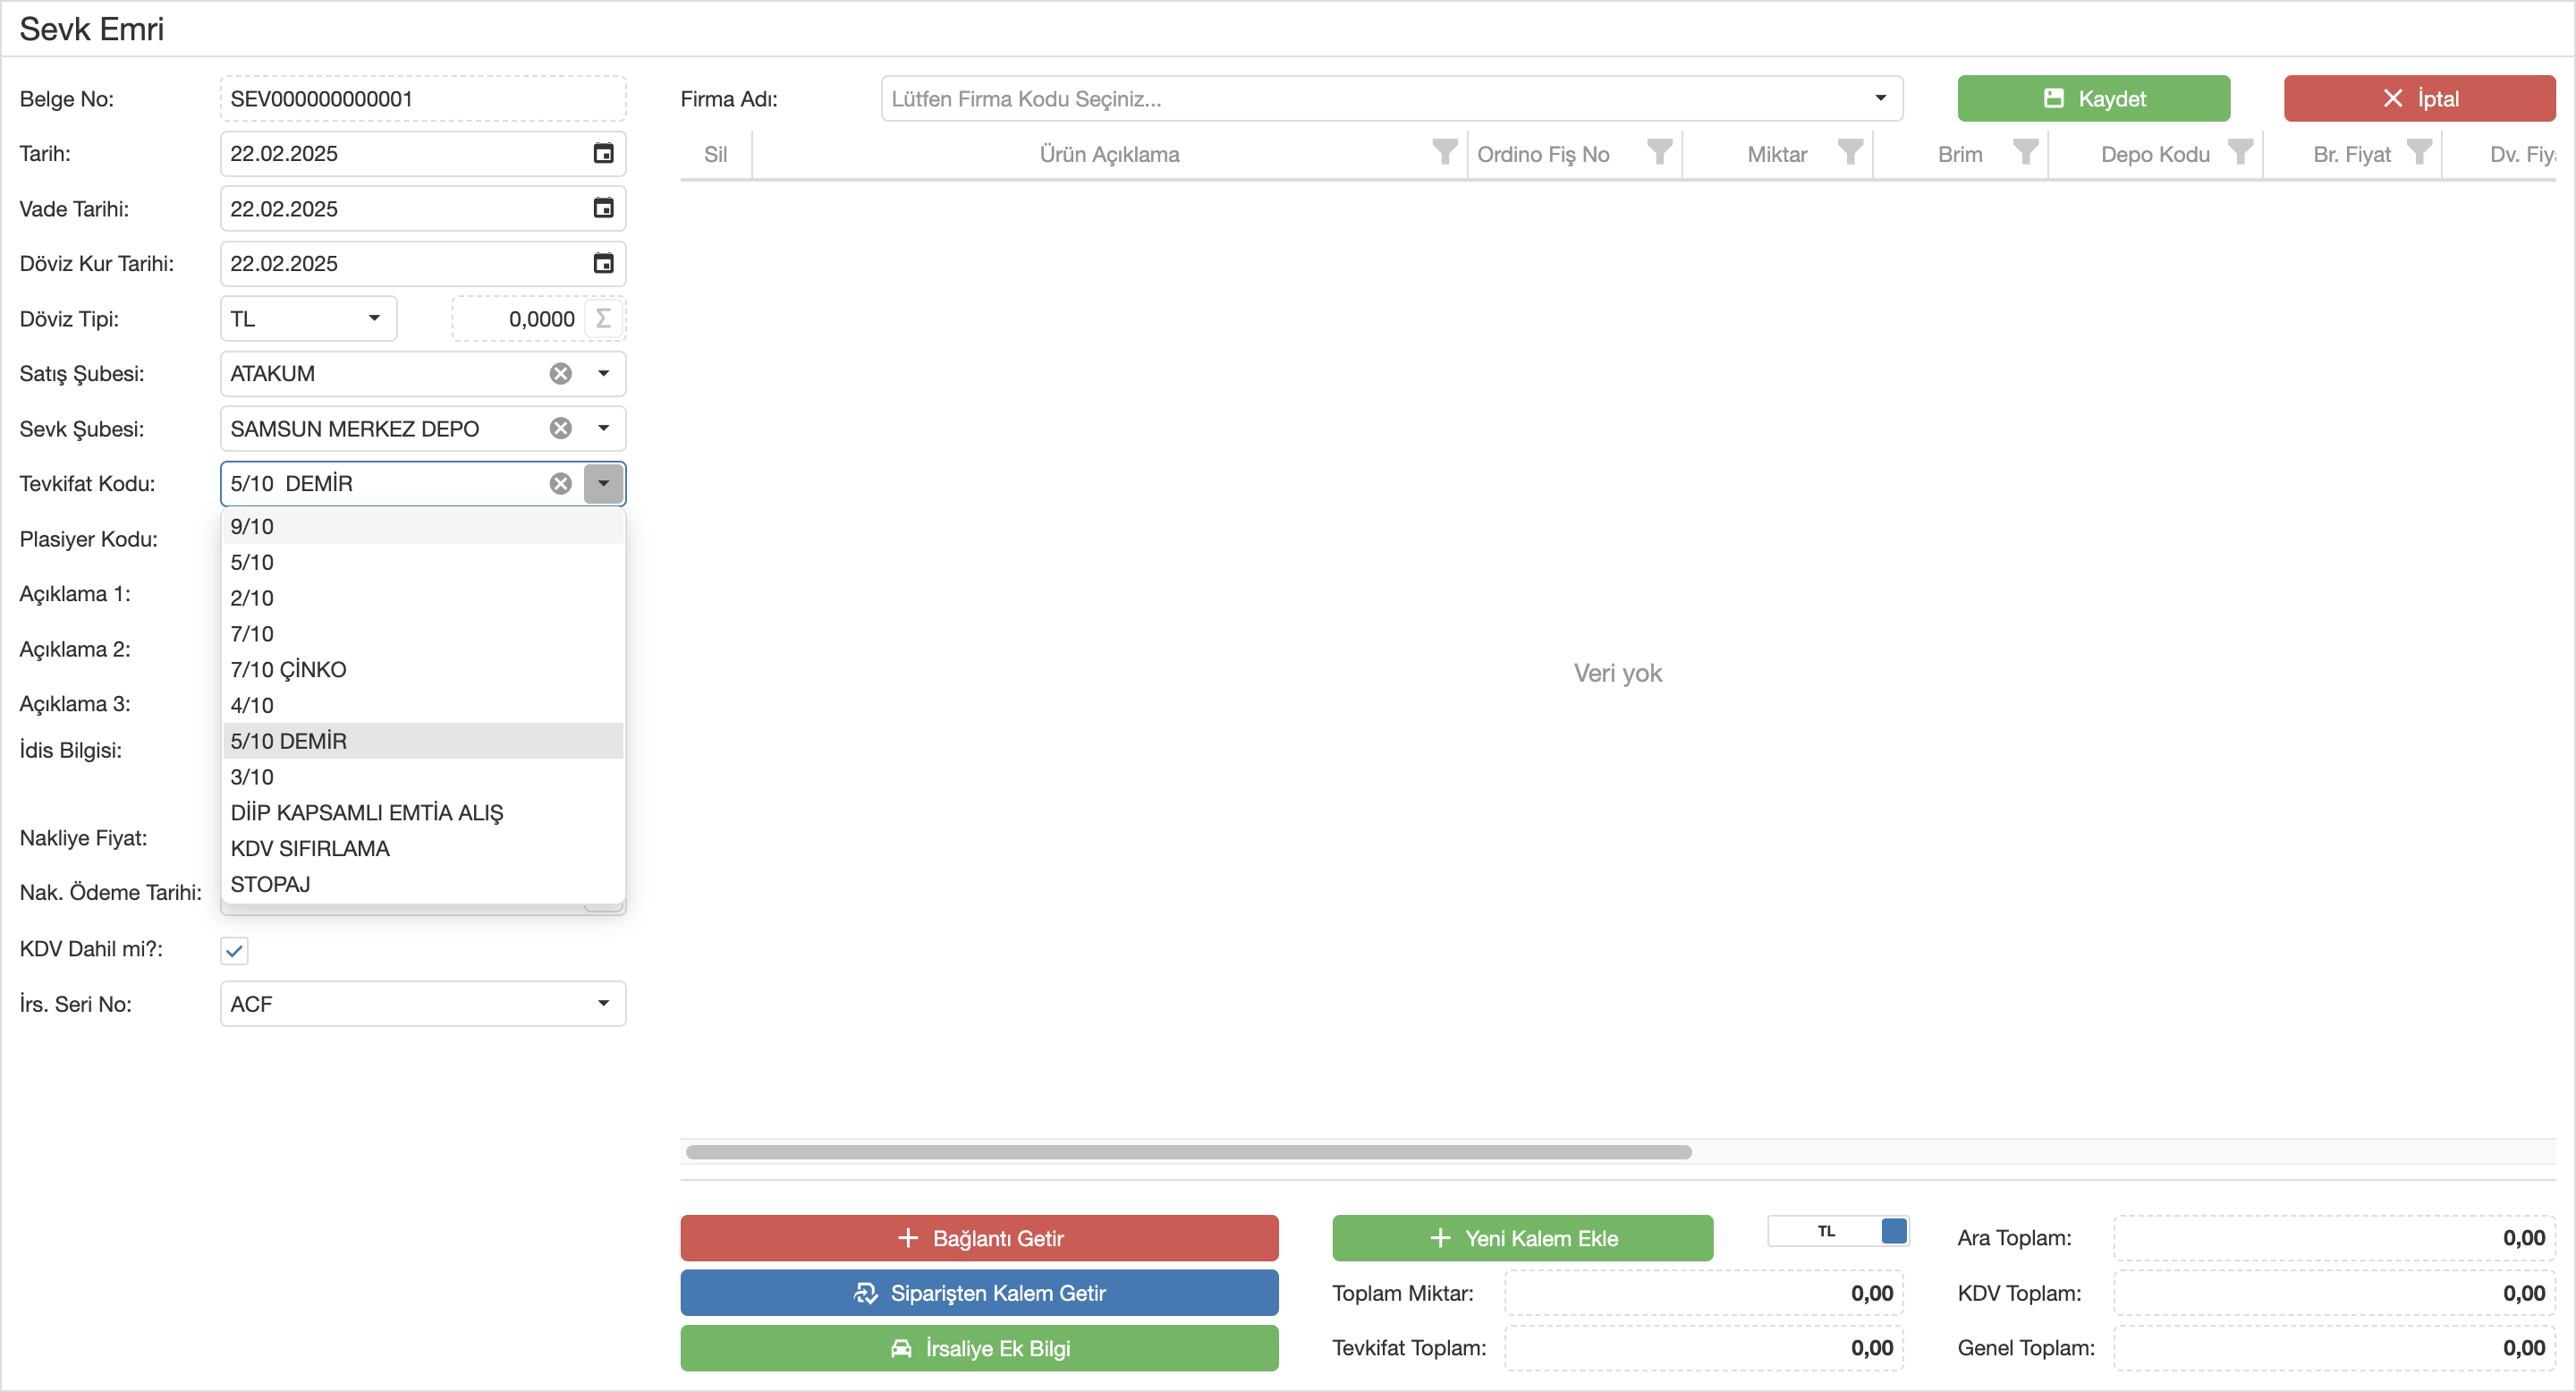 Sevk Emri
Belge No:
SEV000000000001
Tarih:
22.02.2025
Vade Tarihi:
22.02.2025
Döviz Kur Tarihi:
22.02.2025
Döviz Tipi:
TL
0,0000
Σ
Satış Şubesi:
ATAKUM
Sevk Şubesi:
SAMSUN MERKEZ DEPO
Tevkifat Kodu:
5/10  DEMİR
9/10
5/10
2/10
7/10
7/10 ÇİNKO
4/10
5/10 DEMİR
3/10
DİİP KAPSAMLI EMTİA ALIŞ
KDV SIFIRLAMA
STOPAJ
Plasiyer Kodu:
Açıklama 1:
Açıklama 2:
Açıklama 3:
İdis Bilgisi:
Nakliye Fiyat:
Nak. Ödeme Tarihi:
KDV Dahil mi?:
İrs. Seri No:
ACF
Firma Adı:
Lütfen Firma Kodu Seçiniz...
Kaydet
İptal
Sil
Ürün Açıklama
Ordino Fiş No
Miktar
Brim
Depo Kodu
Br. Fiyat
Dv. Fiy
Veri yok
Bağlantı Getir
Siparişten Kalem Getir
İrsaliye Ek Bilgi
Yeni Kalem Ekle
TL
Toplam Miktar:
0,00
Tevkifat Toplam:
0,00
Ara Toplam:
0,00
KDV Toplam:
0,00
Genel Toplam:
0,00